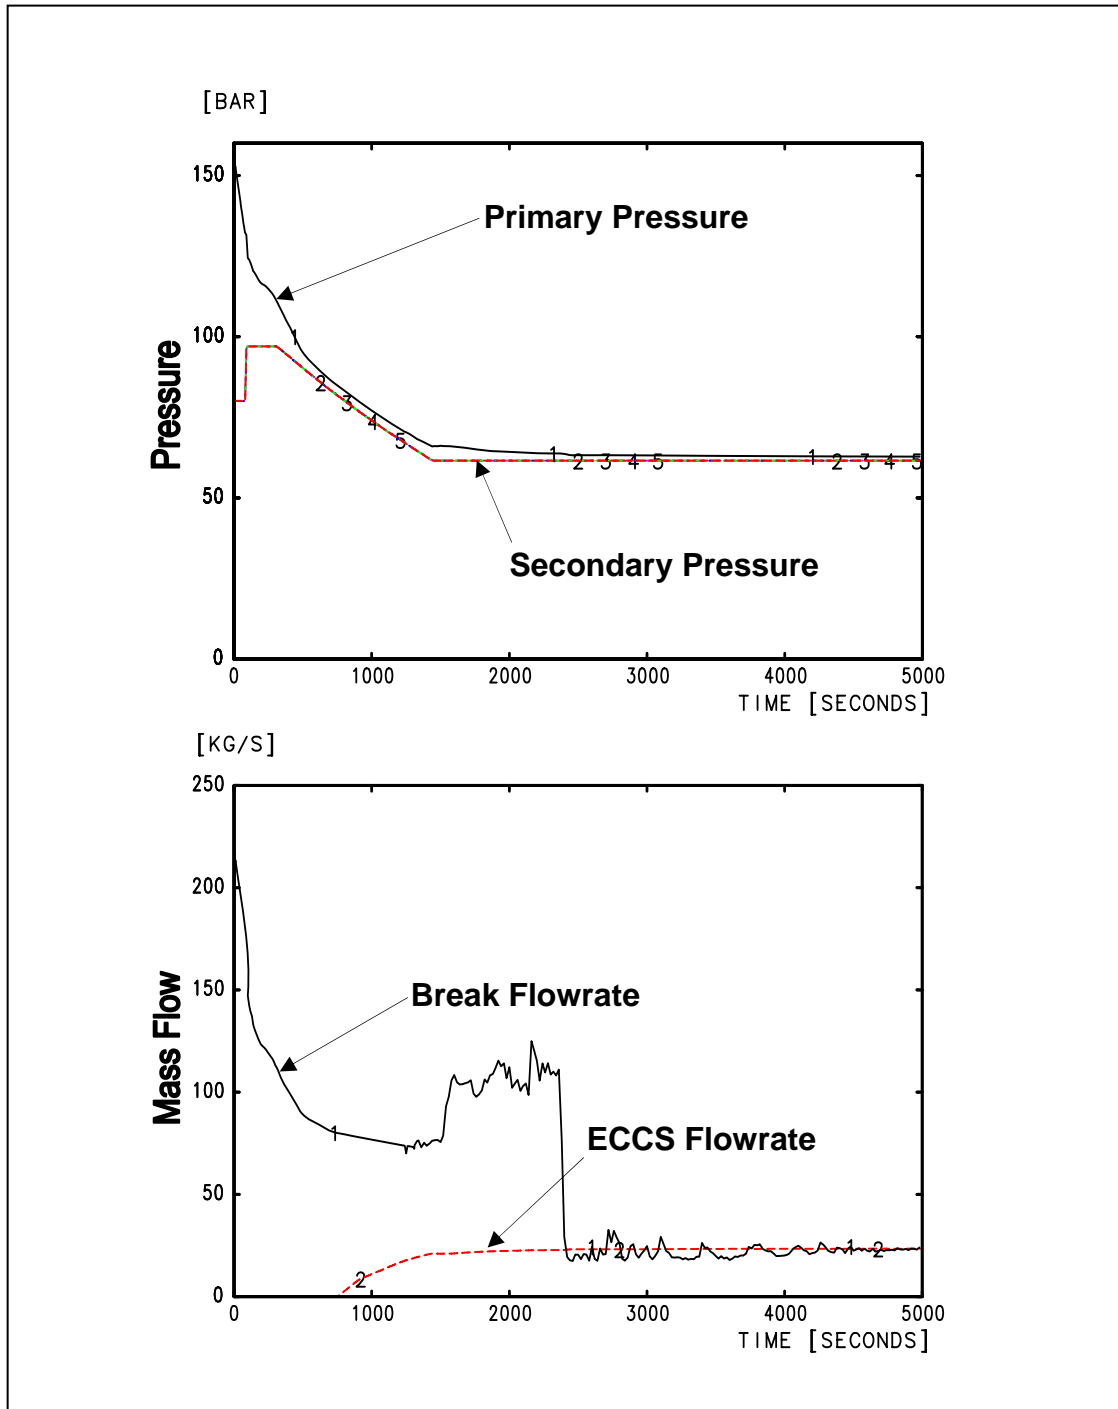 [BAR]
150
100
50
0
Pressure
Primary Pressure
Secondary Pressure
1
2
3
4
5
1
2
3
4
5
1
2
3
4
5
0 1000 2000 3000 4000 5000
TIME [SECONDS]
[KG/S]
250
200
150
100
50
0
Mass Flow
Break Flowrate
ECCS Flowrate
1
2
1
2
1
2
0 1000 2000 3000 4000 5000
TIME [SECONDS]